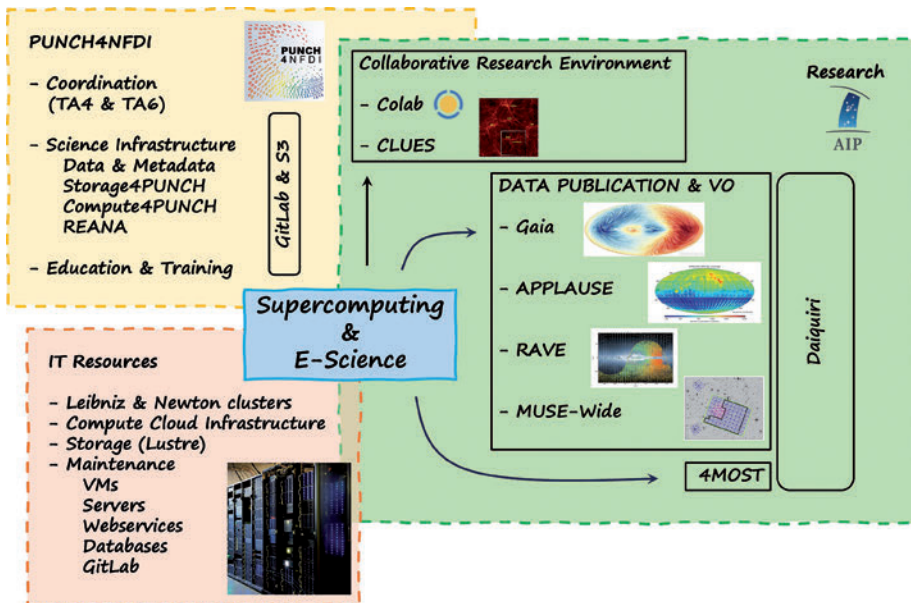 PUNCH4NFDI
PUNCH
4NFDI
- Coordination
(TA4 & TA6)
- Science Infrastructure
Data & Metadata
Storage4PUNCH
Compute4PUNCH
REANA
- Education & Training
GitLab & S3
Collaborative Research Environment
- Colab
- CLUES
Research
AIP
DATA PUBLICATION & VO
- Gaia
- APPLAUSE
- RAVE
- MUSE-Wide
4MOST
Daiquiri
Supercomputing
&
E-Science
IT Resources
- Leibniz & Newton clusters
- Compute Cloud Infrastructure
- Storage (Lustre)
- Maintenance
VMs
Servers
Webservices
Databases
GitLab